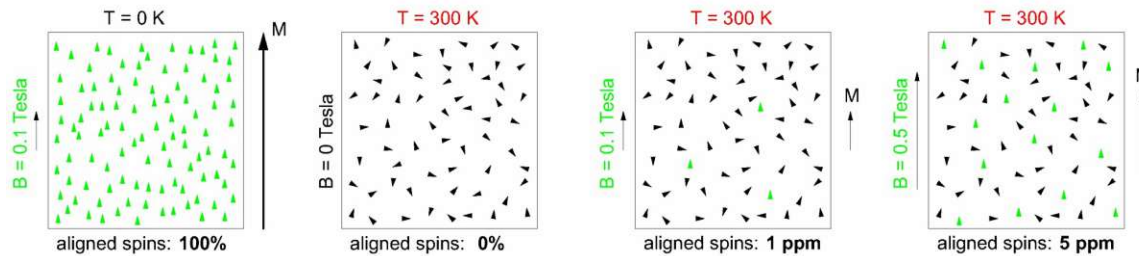 T = 0 K
M
B = 0.1 Tesla
aligned spins: 100%
T = 300 K
B = 0 Tesla
aligned spins: 0%
T = 300 K
M
B = 0.1 Tesla
aligned spins: 1 ppm
T = 300 K
B = 0.5 Tesla
aligned spins: 5 ppm